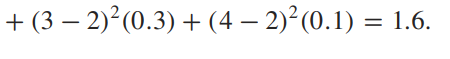 + (3 − 2)²(0.3) + (4 − 2)²(0.1) = 1.6.